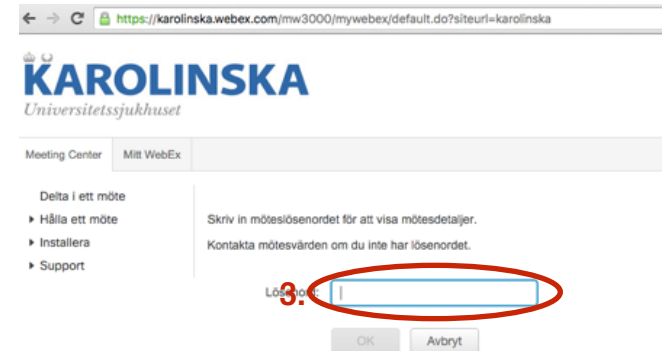 https://karolinska.webex.com/mw3000/mywebex/default.do?siteurl=karolinska
KAROLINSKA
Universitetssjukhuset
Meeting Center Mitt WebEx
Delta i ett möte
Hålla ett möte
Installera
Support
Skriv in möteslösenordet för att visa mötesdetaljer.
Kontakta mötesvärden om du inte har lösenordet.
3. Lösenord:
OK Avbryt